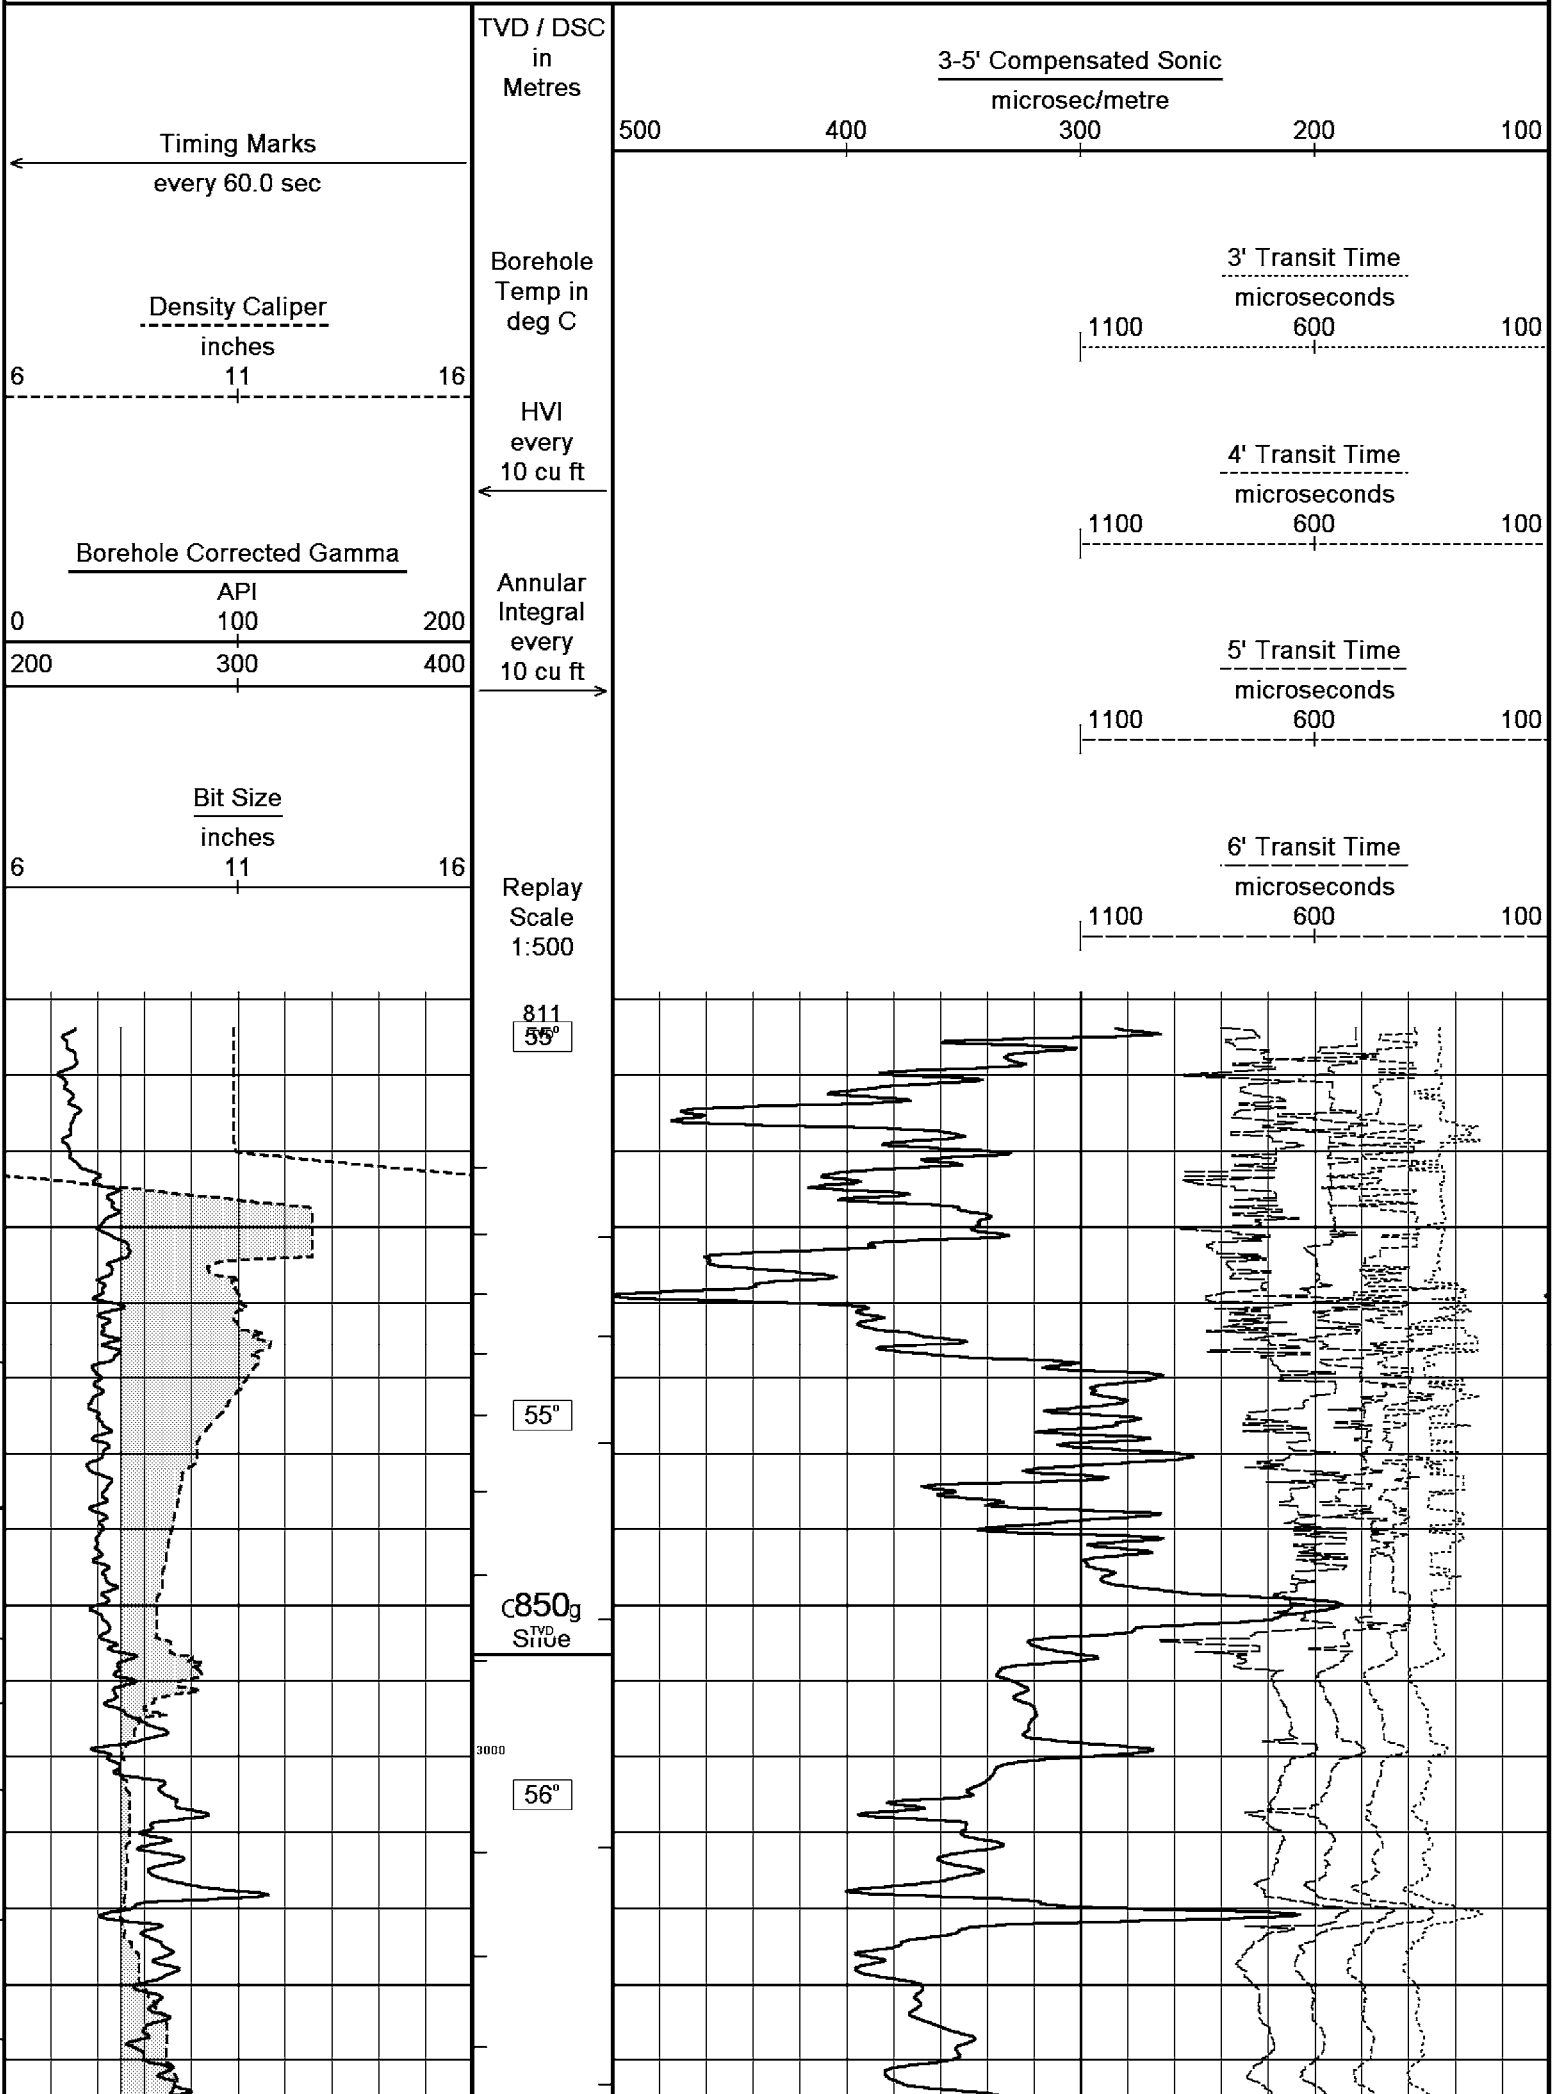 Timing Marks
every 60.0 sec
Density Caliper
inches
6 11 16
Borehole Corrected Gamma
API
0 100 200
200 300 400
Bit Size
inches
6 11 16
TVD / DSC
in
Metres
Borehole
Temp in
deg C
HVI
every
10 cu ft
Annular
Integral
every
10 cu ft
Replay
Scale
1:500
3-5' Compensated Sonic
microsec/metre
500 400 300 200 100
3' Transit Time
microseconds
1100 600 100
4' Transit Time
microseconds
1100 600 100
5' Transit Time
microseconds
1100 600 100
6' Transit Time
microseconds
1100 600 100
811
55°
55°
850
TVD
3000
56°